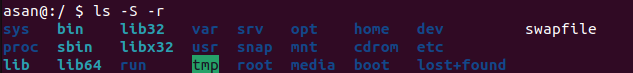 asan@:/ $ ls -S -r
sys bin lib32 var srv opt home dev swapfile
proc sbin libx32 usr snap mnt cdrom etc
lib lib64 run tmp root media boot lost+found